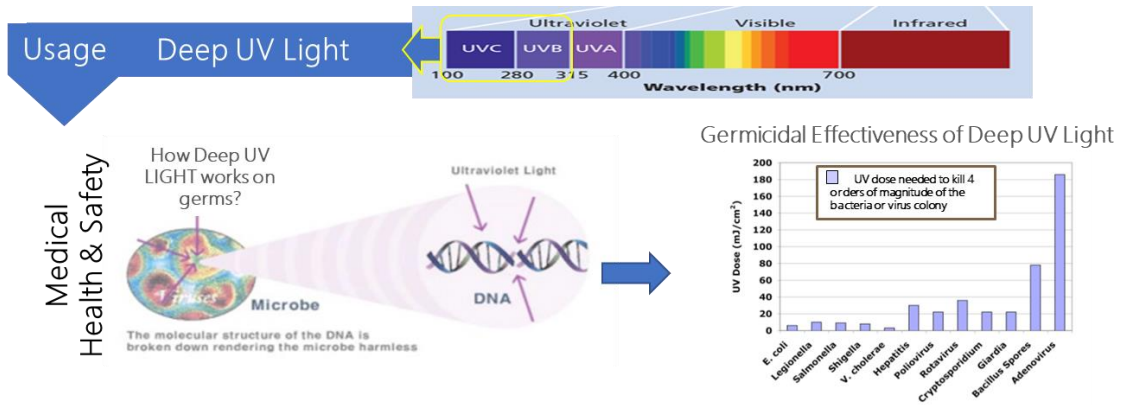 Usage
Deep UV Light
Ultraviolet
Visible
Infrared
UVC
UVB
UVA
100
280
315
400
700
Wavelength (nm)
Medical
Health & Safety
How Deep UV
LIGHT works on
germs?
Ultraviolet Light
Viruses
Microbe
DNA
The molecular structure of the DNA is
broken down rendering the microbe harmless
Germicidal Effectiveness of Deep UV Light
UV dose needed to kill 4
orders of magnitude of the
bacteria or virus colony
UV Dose (mJ/cm²)
200
180
160
140
120
100
80
60
40
20
0
E. coli
Legionella
Salmonella
Shigella
V. cholerae
Hepatitis
Poliovirus
Rotavirus
Cryptosporidium
Giardia
Bacillus Spores
Adenovirus